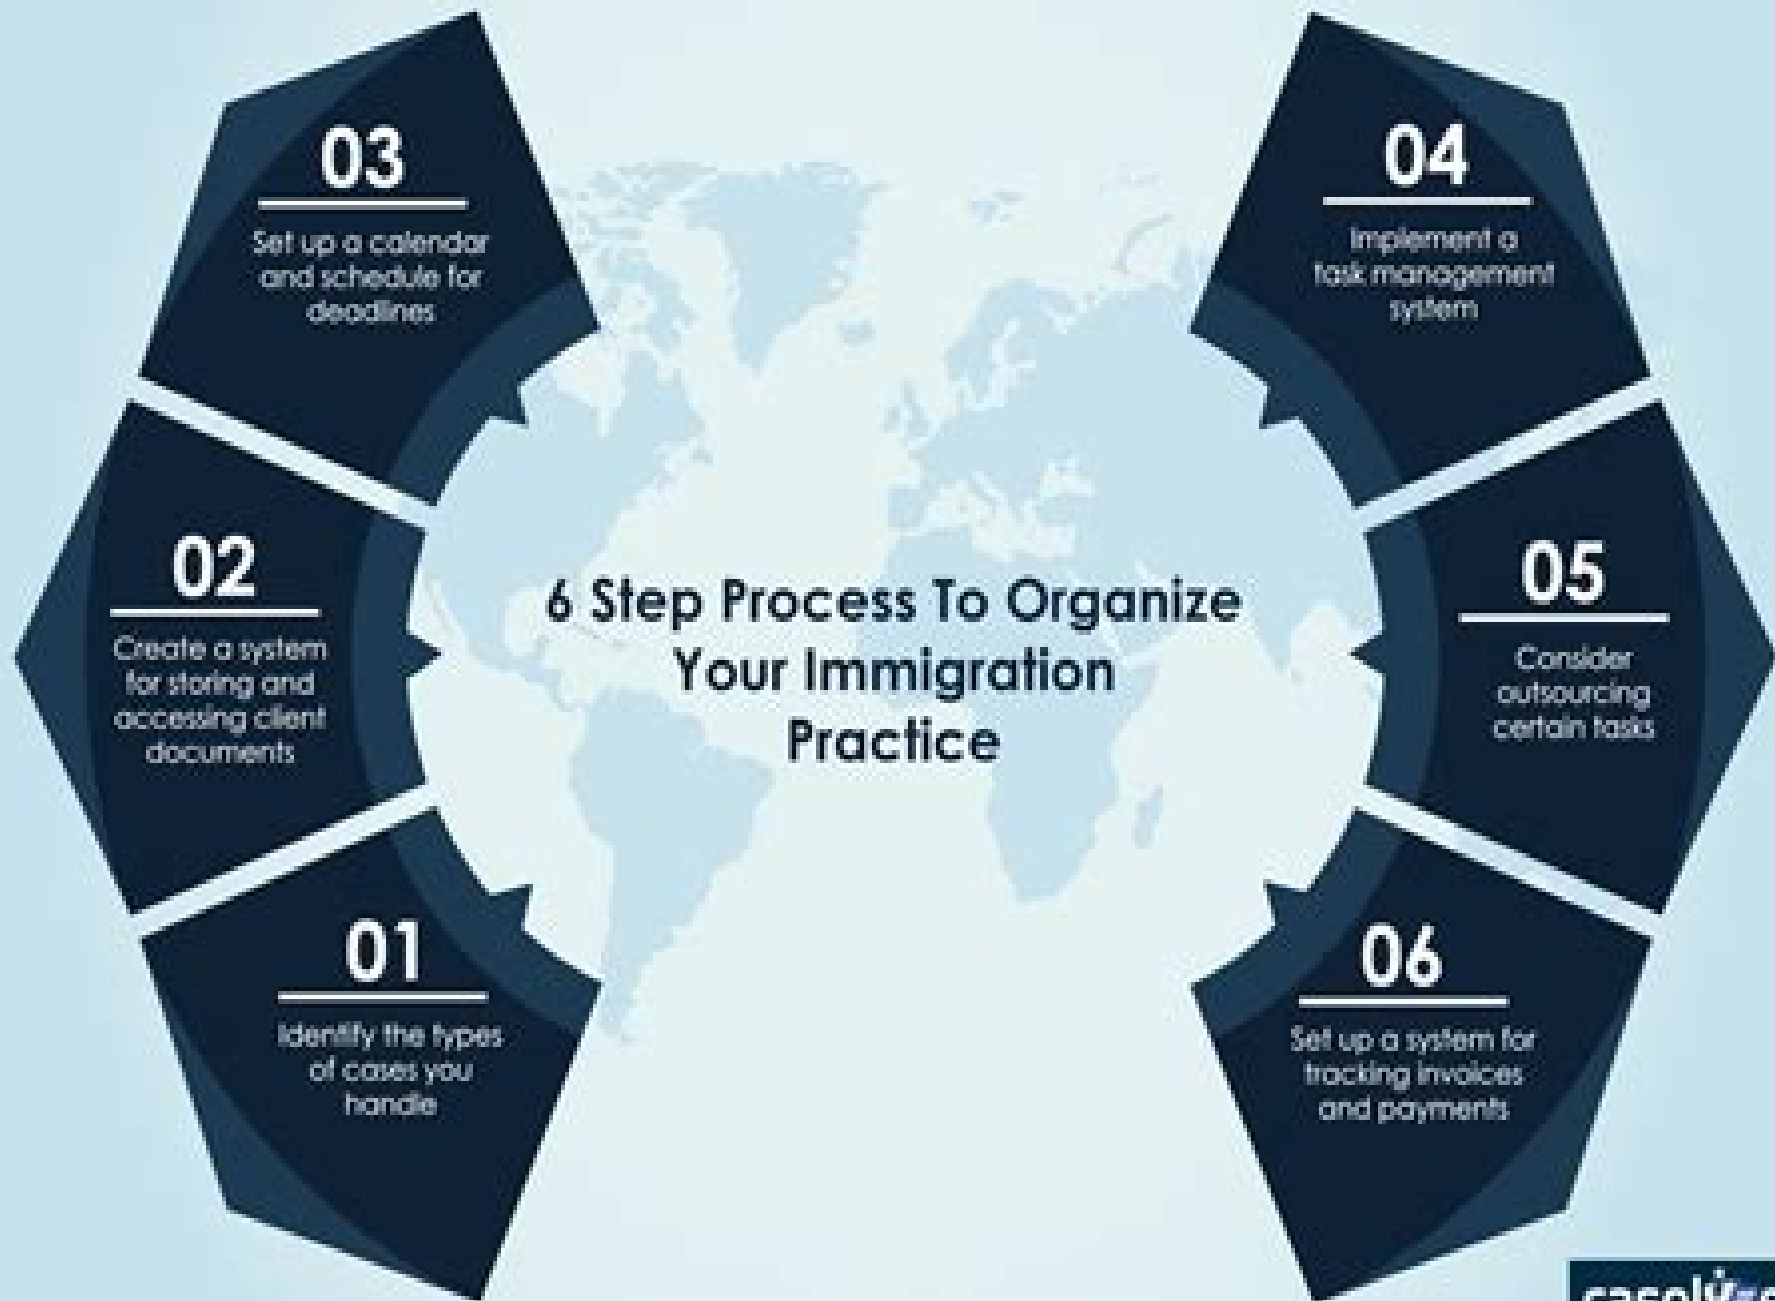 6 Step Process To Organize
Your Immigration
Practice
01
Identify the types
of cases you
handle
02
Create a system
for storing and
accessing client
documents
03
Set up a calendar
and schedule for
deadlines
04
Implement a
task management
system
05
Consider
outsourcing
certain tasks
06
Set up a system for
tracking invoices
and payments